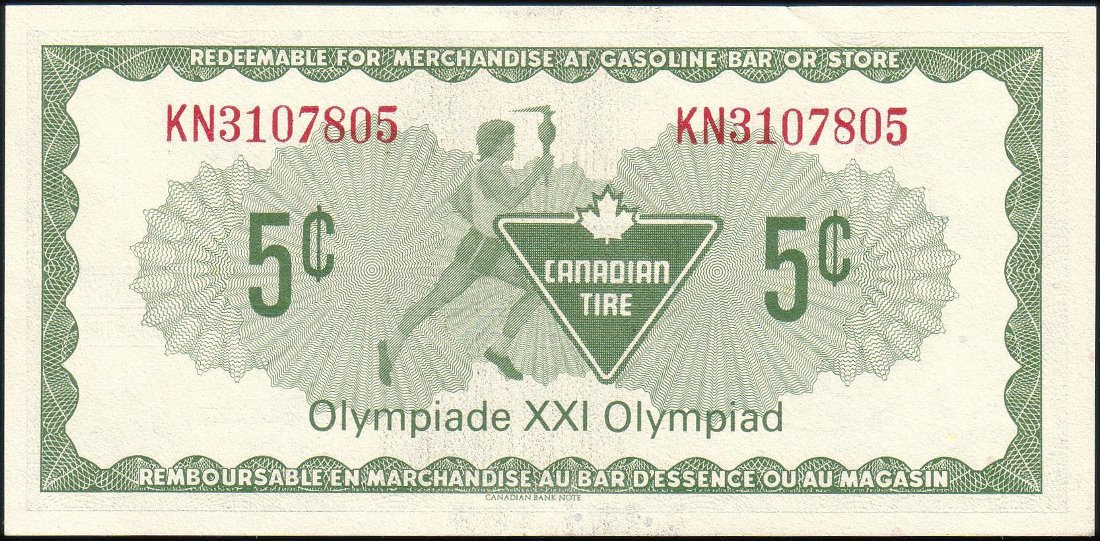 REDEEMABLE FOR MERCHANDISE AT GASOLINE BAR OR STORE
KN3107805 KN3107805
5¢ 5¢
CANADIAN
TIRE
Olympiade XXI Olympiad
REMBOURSABLE EN MARCHANDISE AU BAR D'ESSENCE OU AU MAGASIN
CANADIAN BANK NOTE